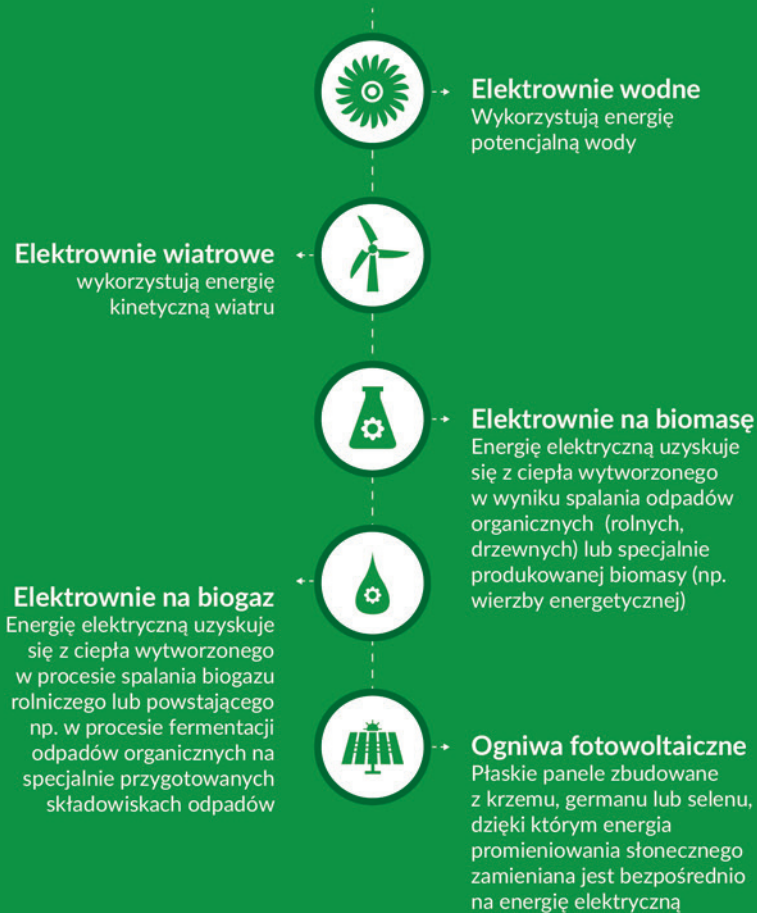 Elektrownie wodne
Wykorzystują energię
potencjalną wody
Elektrownie wiatrowe
wykorzystują energię
kinetyczną wiatru
Elektrownie na biomasę
Energię elektryczną uzyskuje
się z ciepła wytworzonego
w wyniku spalania odpadów
organicznych (rolnych,
drzewnych) lub specjalnie
produkowanej biomasy (np.
wierzby energetycznej)
Elektrownie na biogaz
Energię elektryczną uzyskuje
się z ciepła wytworzonego
w procesie spalania biogazu
rolniczego lub powstającego
np. w procesie fermentacji
odpadów organicznych na
specjalnie przygotowanych
składowiskach odpadów
Ogniwa fotowoltaiczne
Płaskie panele zbudowane
z krzemu, germanu lub selenu,
dzięki którym energia
promieniowania słonecznego
zamieniana jest bezpośrednio
na energię elektryczną